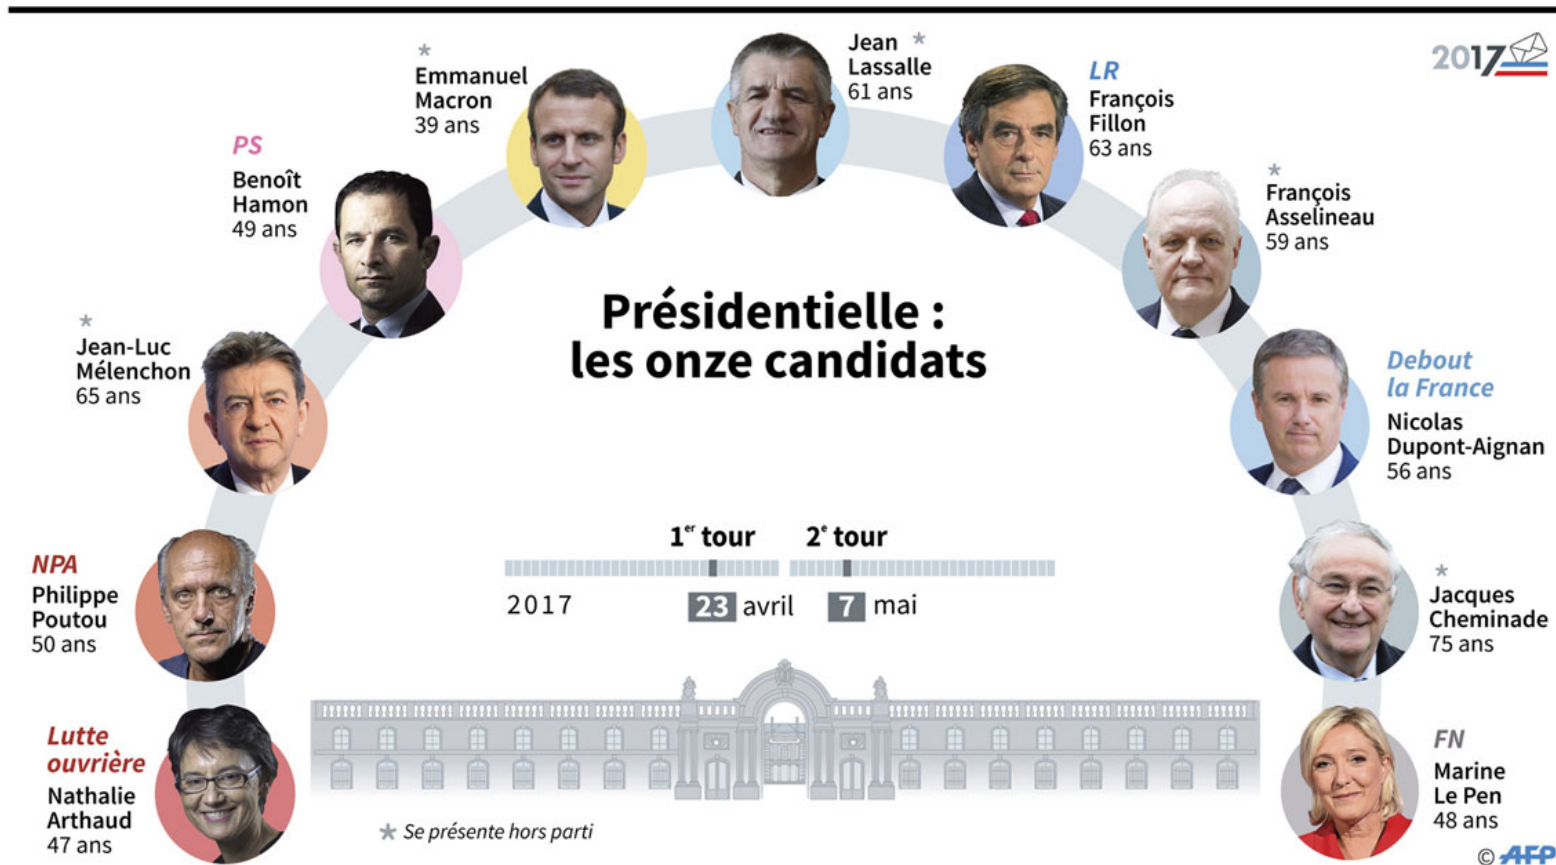 2017
*
Emmanuel
Macron
39 ans
Jean *
Lassalle
61 ans
LR
François
Fillon
63 ans
PS
Benoît
Hamon
49 ans
*
François
Asselineau
59 ans
Présidentielle :
les onze candidats
*
Jean-Luc
Mélenchon
65 ans
Debout
la France
Nicolas
Dupont-Aignan
56 ans
1er tour
2e tour
2017
23 avril
7 mai
NPA
Philippe
Poutou
50 ans
*
Jacques
Cheminade
75 ans
Lutte
ouvrière
Nathalie
Arthaud
47 ans
FN
Marine
Le Pen
48 ans
* Se présente hors parti
© AFP